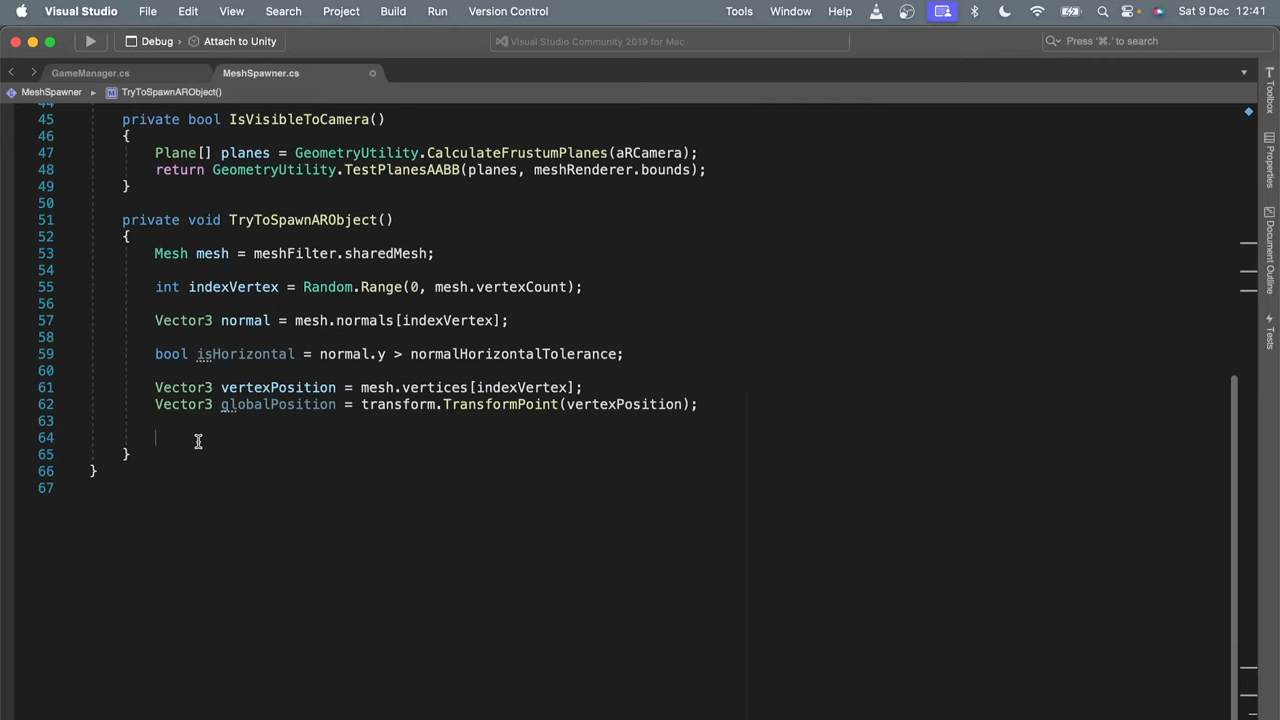 Visual Studio File Edit View Search Project Build Run Version Control Tools Window Help Sat 9 Dec 12:41
Debug Attach to Unity Visual Studio Community 2019 for Mac Press '⌘.' to search
GameManager.cs MeshSpawner.cs
MeshSpawner TryToSpawnARObject()
44
45 private bool IsVisibleToCamera()
46 {
47 Plane[] planes = GeometryUtility.CalculateFrustumPlanes(aRCamera);
48 return GeometryUtility.TestPlanesAABB(planes, meshRenderer.bounds);
49 }
50
51 private void TryToSpawnARObject()
52 {
53 Mesh mesh = meshFilter.sharedMesh;
54
55 int indexVertex = Random.Range(0, mesh.vertexCount);
56
57 Vector3 normal = mesh.normals[indexVertex];
58
59 bool isHorizontal = normal.y > normalHorizontalTolerance;
60
61 Vector3 vertexPosition = mesh.vertices[indexVertex];
62 Vector3 globalPosition = transform.TransformPoint(vertexPosition);
63
64
65 }
66 }
67
Toolbox
Properties
Document Outline
Tests